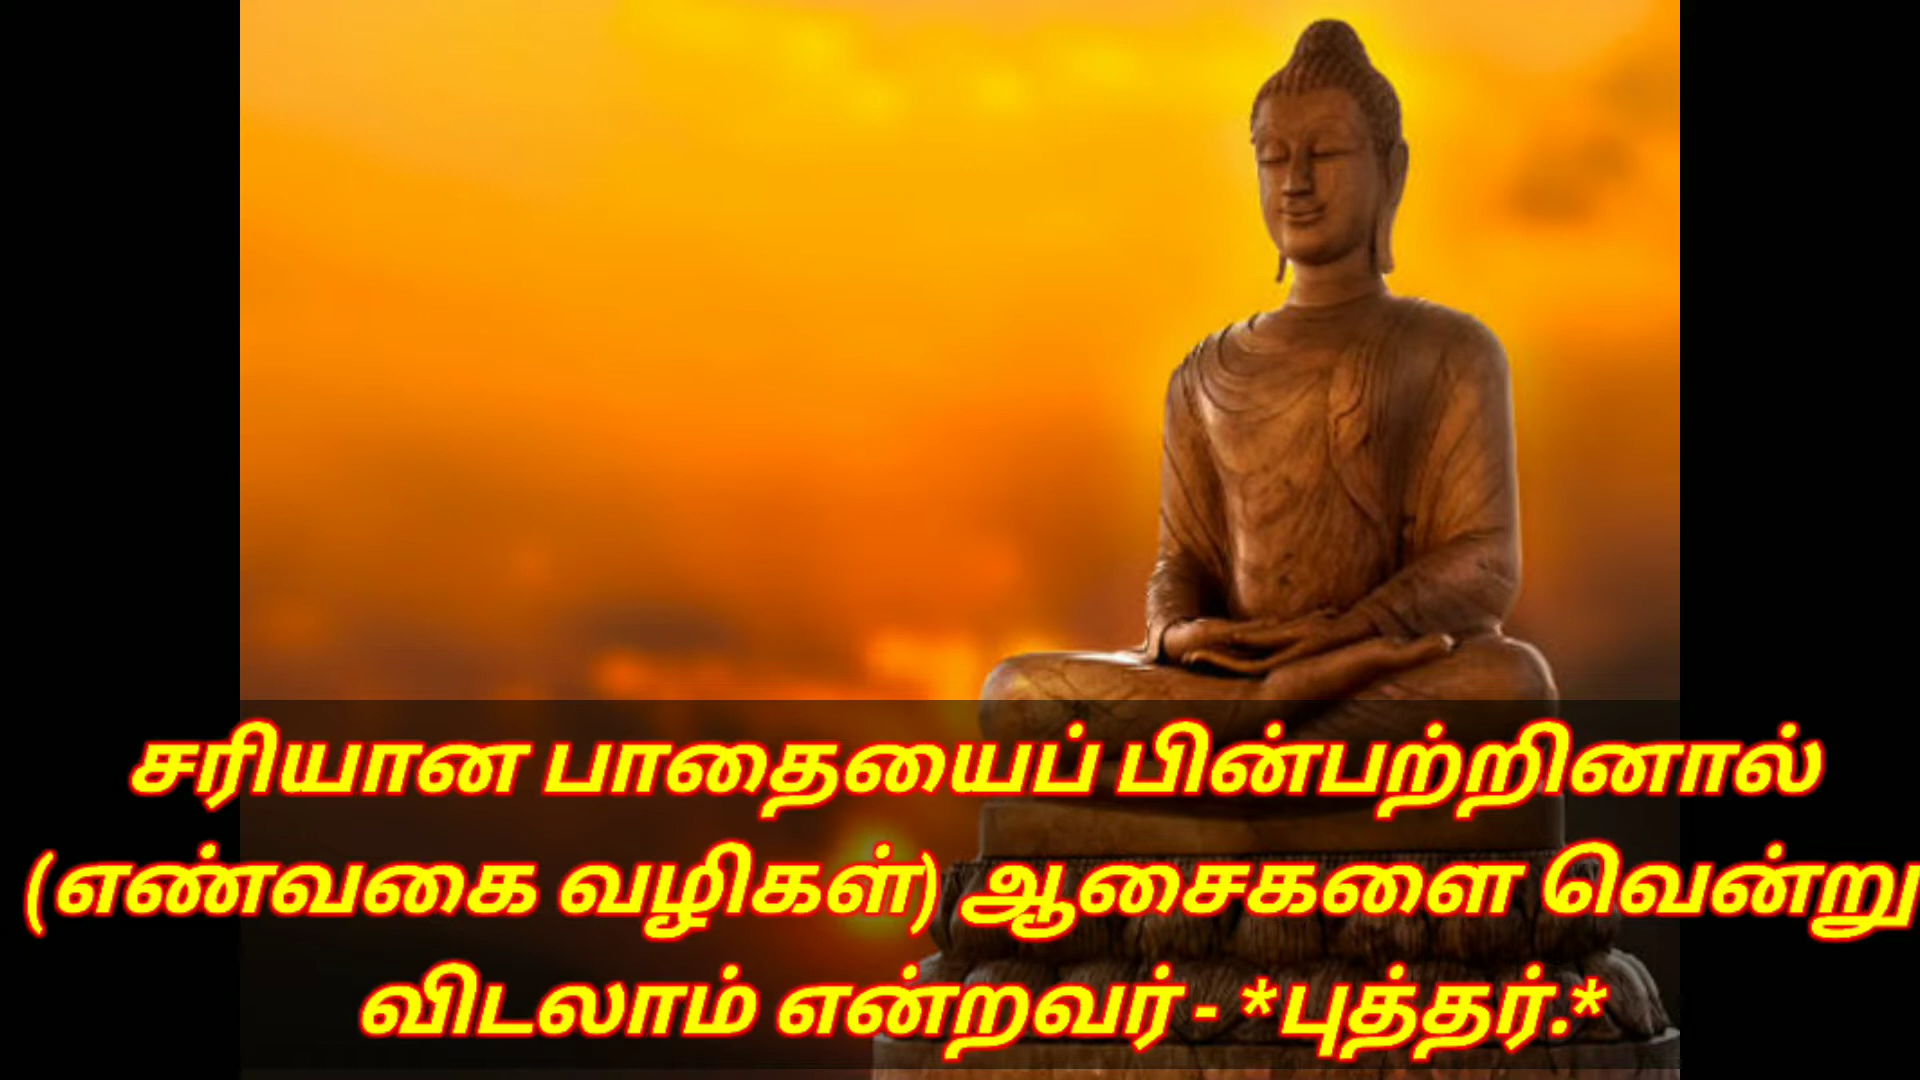 சரியான பாதையைப் பின்பற்றினால்
(எண்வகை வழிகள்) ஆசைகளை வென்று
விடலாம் என்றவர் - *புத்தர்.*